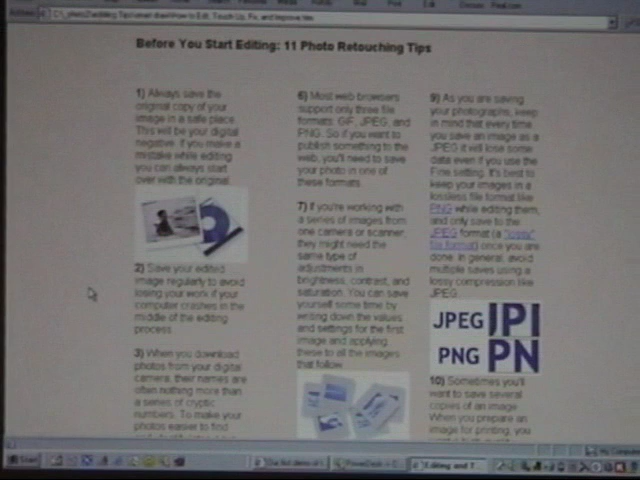 Before You Start Editing: 11 Photo Retouching Tips
1) Always save the
original copy of your
image in a safe place.
This will be your digital
negative. If you make a
mistake while editing
you can always start
over with the original.
2) Save your edited
image regularly to avoid
losing your work if your
computer crashes in the
middle of the editing
process.
3) When you download
photos from your digital
camera, their names are
often nothing more than
a series of cryptic
numbers. To make your
photos easier to find
6) Most web browsers
support only three file
formats: GIF, JPEG, and
PNG. So if you want to
publish something to the
web, you'll need to save
your photo in one of
these formats.
7) If you're working with
a series of images from
one camera or scanner,
they might need the
same type of
adjustments in
brightness, contrast, and
saturation. You can save
yourself some time by
writing down the values
and settings for the first
image and applying
these to all the images
that follow.
9) As you are saving
your photographs, keep
in mind that every time
you save an image as a
JPEG it will lose some
data even if you use the
Fine setting. It's best to
keep your images in a
lossless file format like
PNG while editing them,
and only save to the
JPEG format (a "lossy"
file format) once you are
done. In general, avoid
multiple saves using a
lossy compression like
JPEG.
JPEG JPI
PNG PN
10) Sometimes you'll
want to save several
copies of an image.
When you prepare an
image for printing, you
Start
My Computer